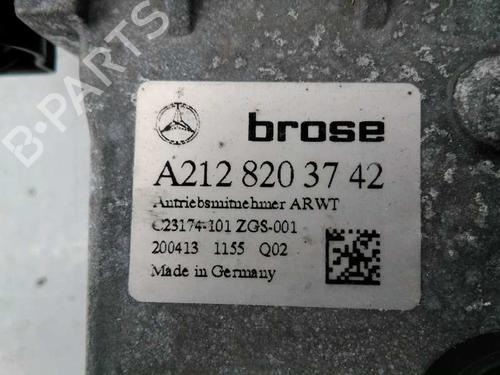 B-PARTS
brose
A212 820 37 42
Antriebsmitnehmer ARWT
C23174-101 ZGS-001
200413 1155 Q02
Made in Germany